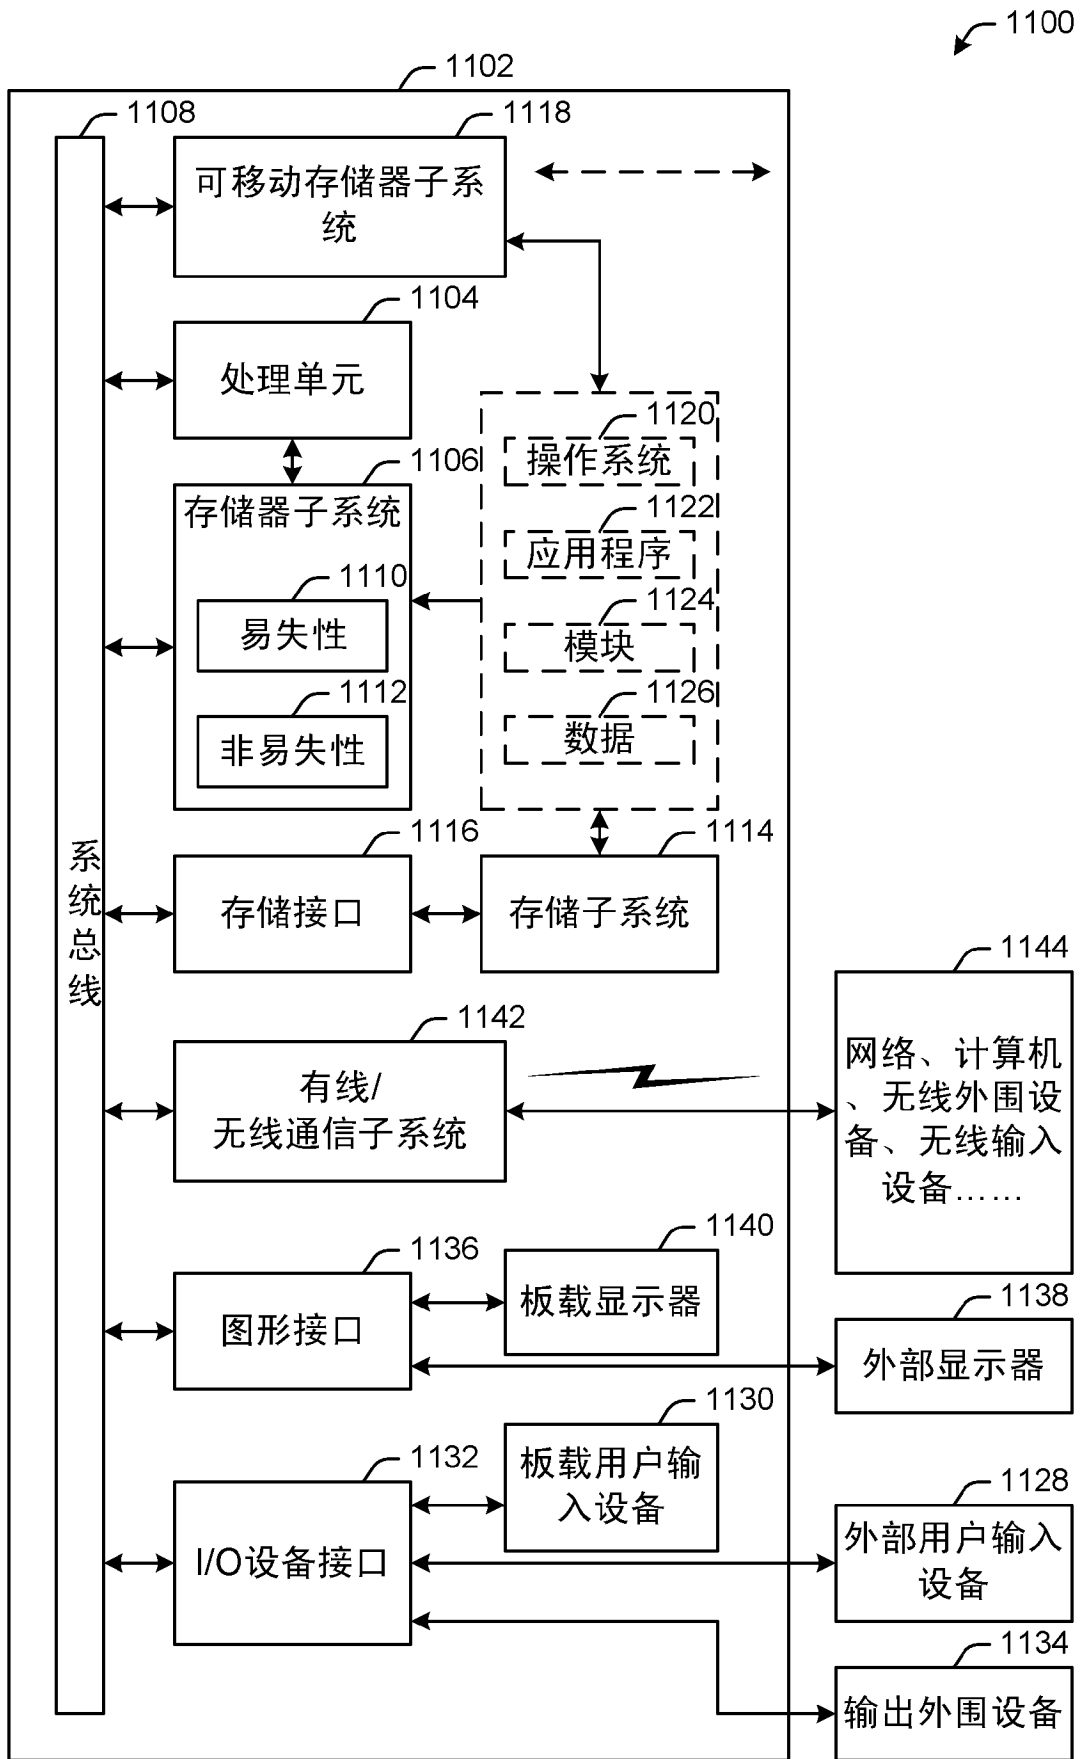 1100
1102
1108
1118
可移动存储器子系
统
1104
处理单元
1120
操作系统
1106
存储器子系统
1122
应用程序
1110
易失性
1124
模块
1112
非易失性
1126
数据
系统总线
1116
存储接口
1114
存储子系统
1144
网络、计算机
、无线外围设
备、无线输入
设备……
1142
有线/
无线通信子系统
1136
图形接口
1140
板载显示器
1138
外部显示器
1130
板载用户输
入设备
1132
I/O设备接口
1128
外部用户输入
设备
1134
输出外围设备